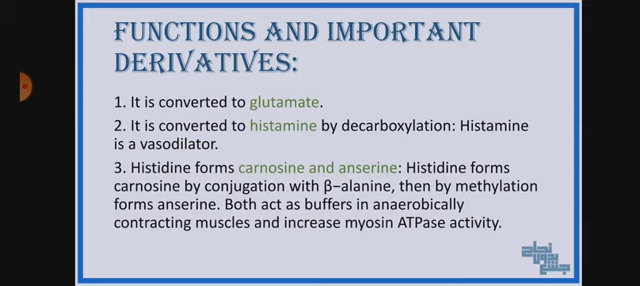 FUNCTIONS AND IMPORTANT
DERIVATIVES:
1. It is converted to glutamate.
2. It is converted to histamine by decarboxylation: Histamine
is a vasodilator.
3. Histidine forms carnosine and anserine: Histidine forms
carnosine by conjugation with β−alanine, then by methylation
forms anserine. Both act as buffers in anaerobically
contracting muscles and increase myosin ATPase activity.